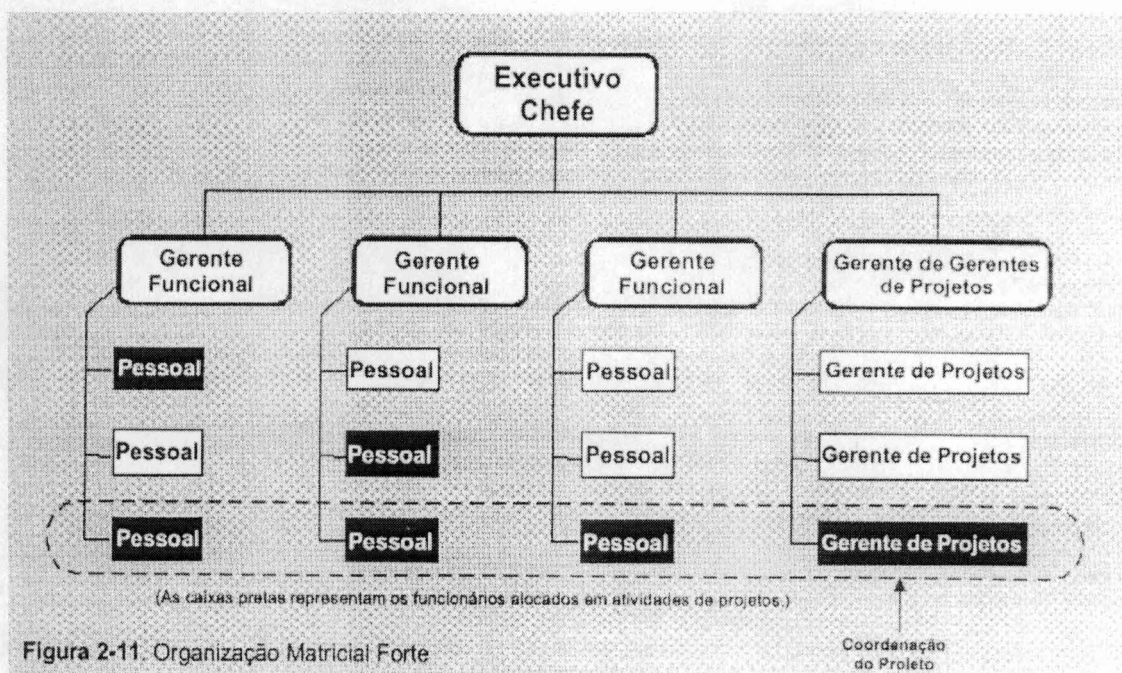 Executivo
Chefe
Gerente
Funcional
Gerente
Funcional
Gerente
Funcional
Gerente de Gerentes
de Projetos
Pessoal
Pessoal
Pessoal
Gerente de Projetos
Pessoal
Pessoal
Pessoal
Gerente de Projetos
Pessoal
Pessoal
Pessoal
Gerente de Projetos
(As caixas pretas representam os funcionários alocados em atividades de projetos.)
Figura 2-11. Organização Matricial Forte
Coordenação
do Projeto